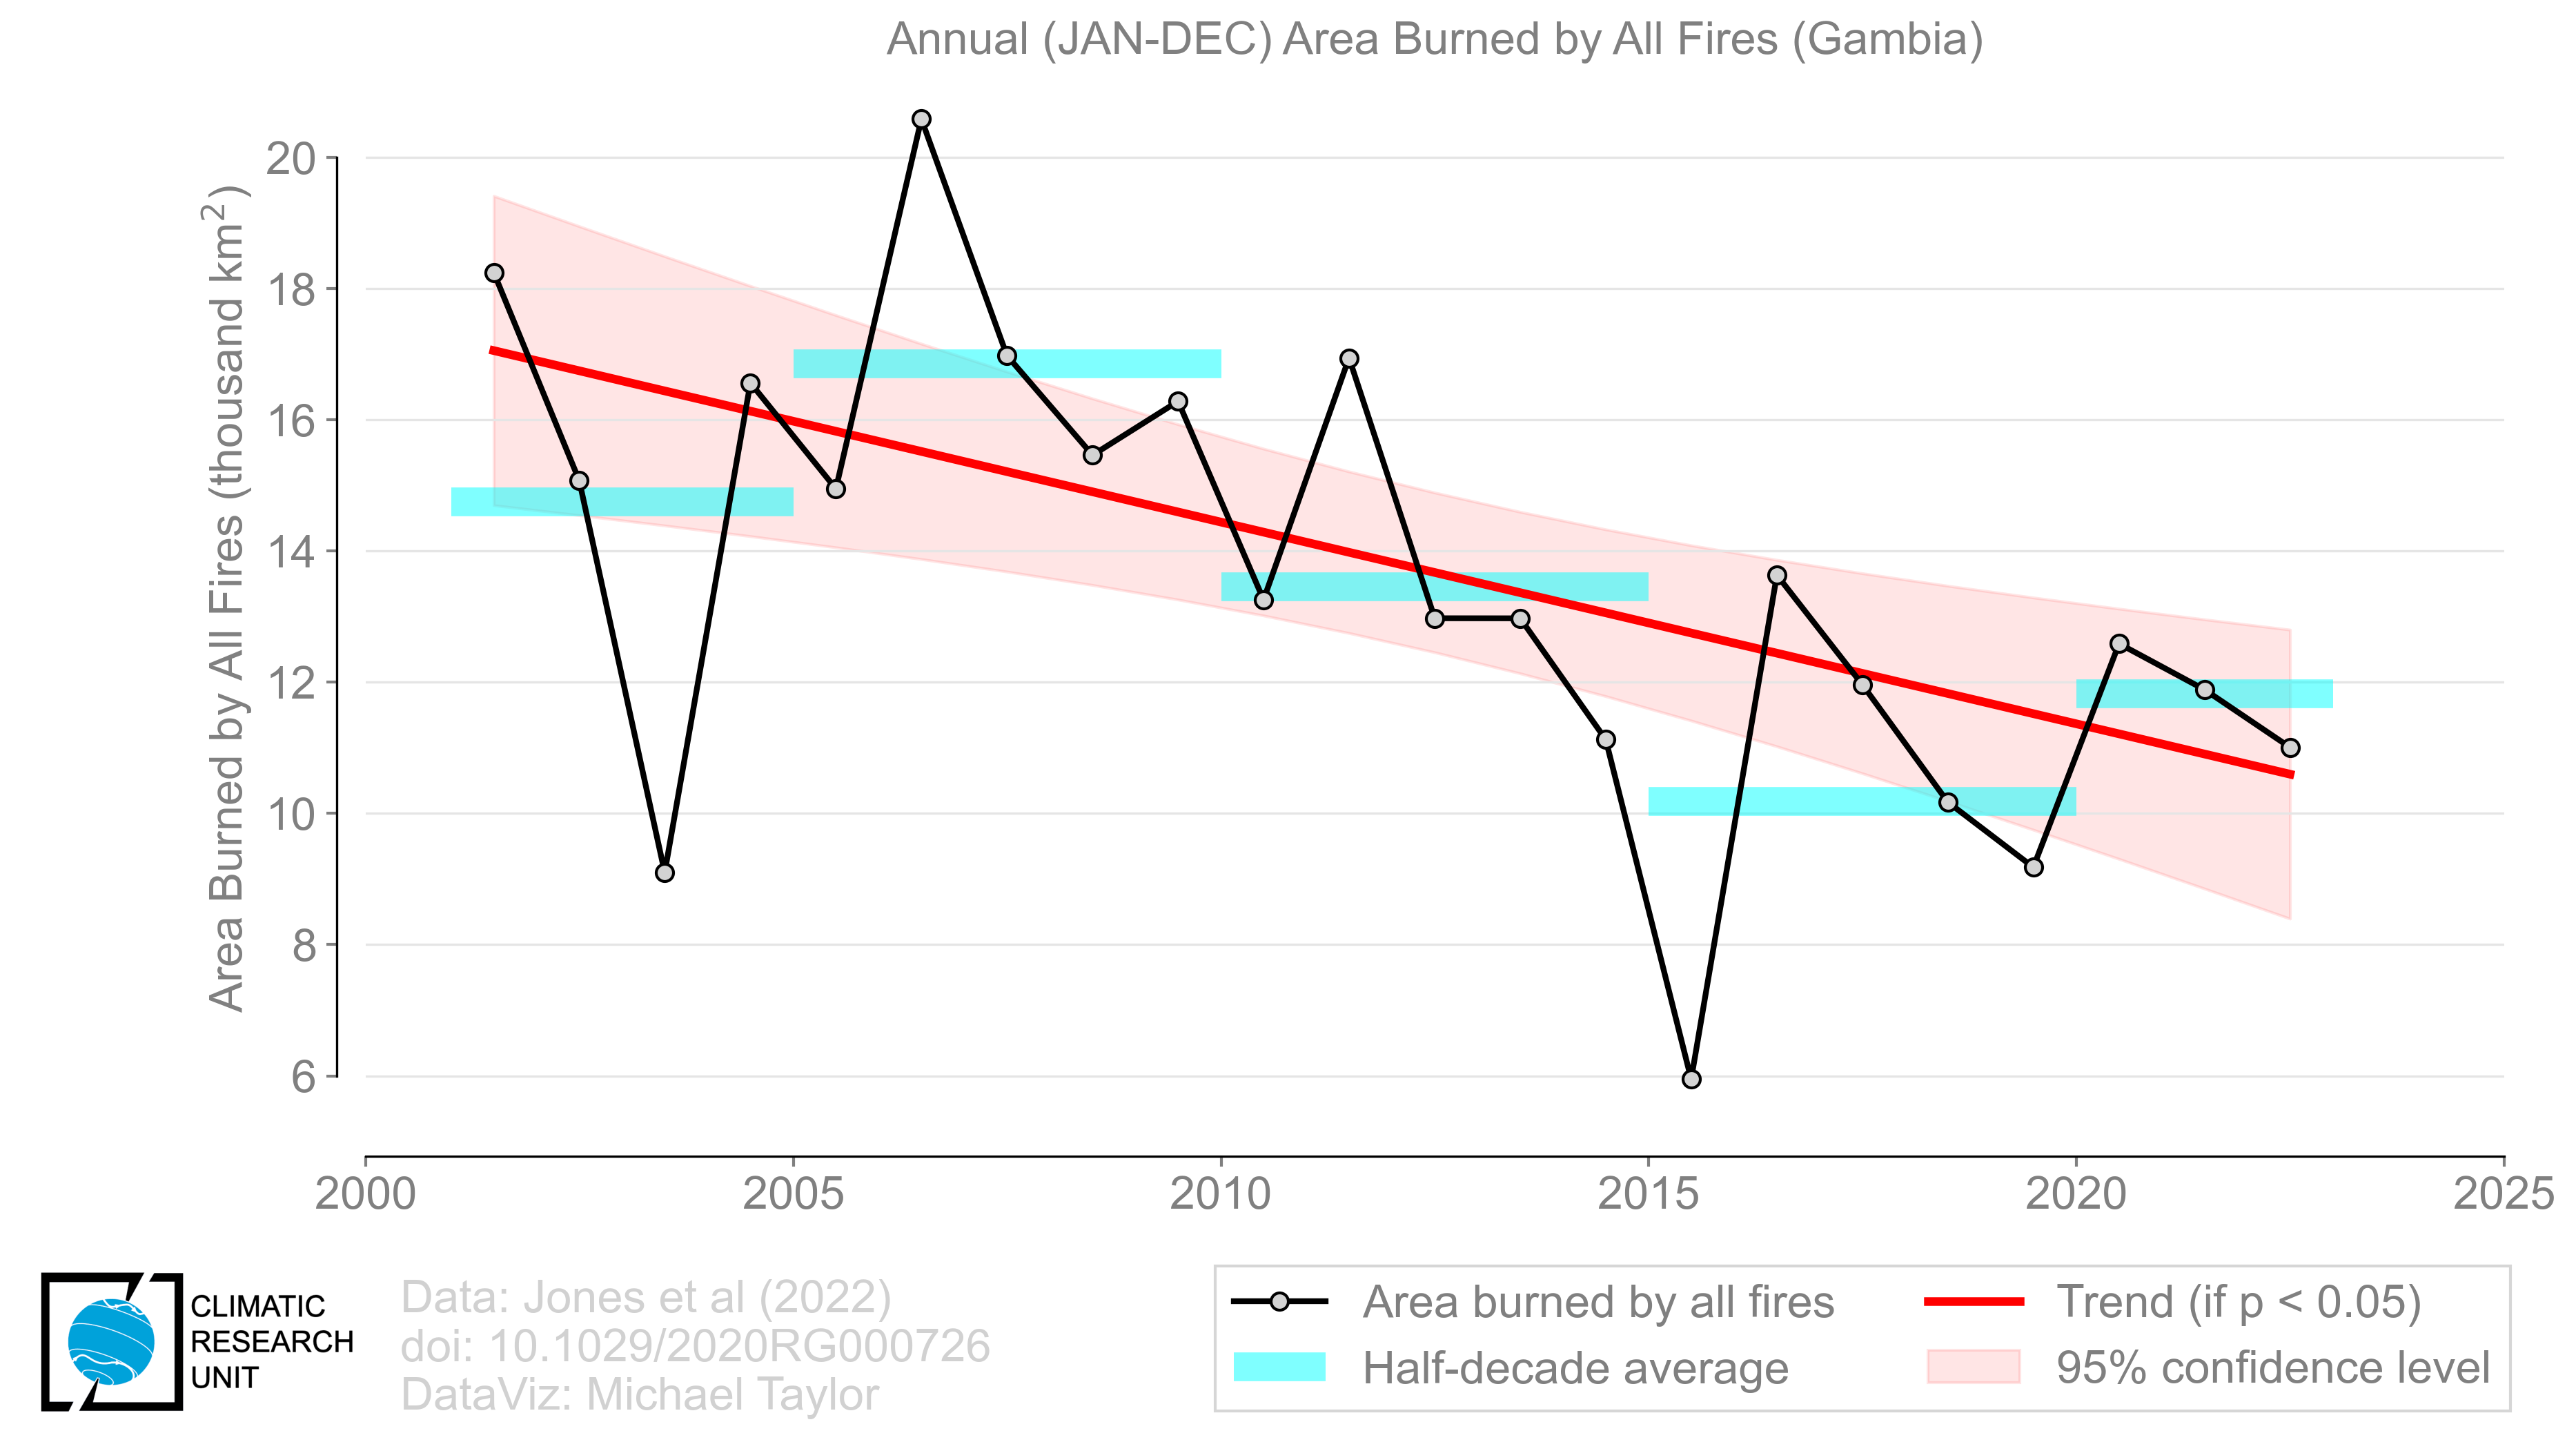 Annual (JAN-DEC) Area Burned by All Fires (Gambia)
Area Burned by All Fires (thousand km²)
20
18
16
14
12
10
8
6
2000 2005 2010 2015 2020 2025
CLIMATIC
RESEARCH
UNIT
Data: Jones et al (2022)
doi: 10.1029/2020RG000726
DataViz: Michael Taylor
Area burned by all fires
Half-decade average
Trend (if p < 0.05)
95% confidence level